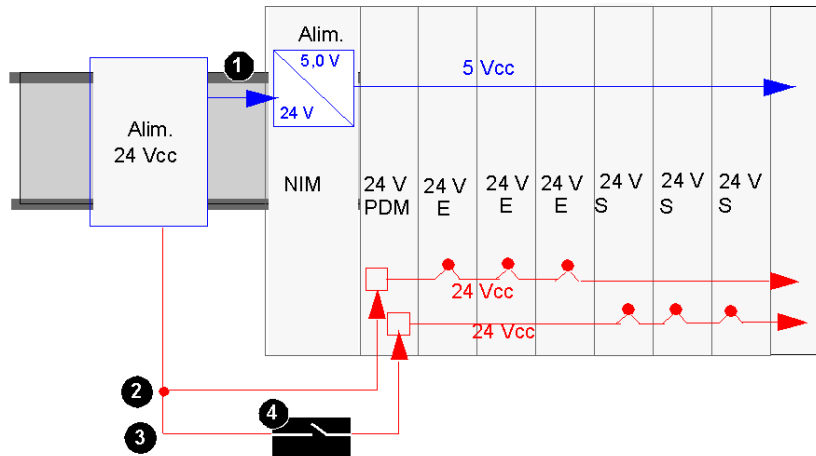 Alim.
1
5,0 V
5 Vcc
24 V
Alim.
24 Vcc
NIM
24 V
PDM
24 V
E
24 V
E
24 V
E
24 V
S
24 V
S
24 V
S
24 Vcc
24 Vcc
2
4
3